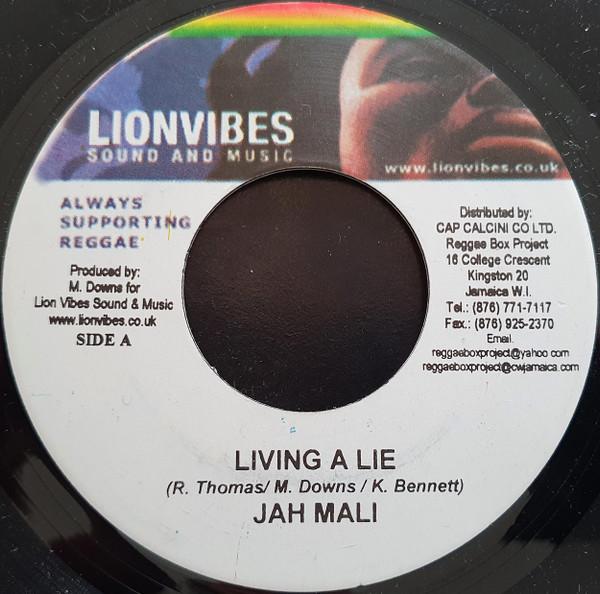 LIONVIBES
SOUND AND MUSIC
www.lionvibes.co.uk
ALWAYS
SUPPORTING
REGGAE
Produced by:
M. Downs for
Lion Vibes Sound & Music
www.lionvibes.co.uk
SIDE A
Distributed by:
CAP CALCINI CO LTD.
Reggae Box Project
16 College Crescent
Kingston 20
Jamaica W.I.
Tel.: (876) 771-7117
Fax.: (876) 925-2370
Email.
reggaeboxproject@yahoo com
reggaeboxproject@cwjamaica.com
LIVING A LIE
(R. Thomas/ M. Downs / K. Bennett)
JAH MALI